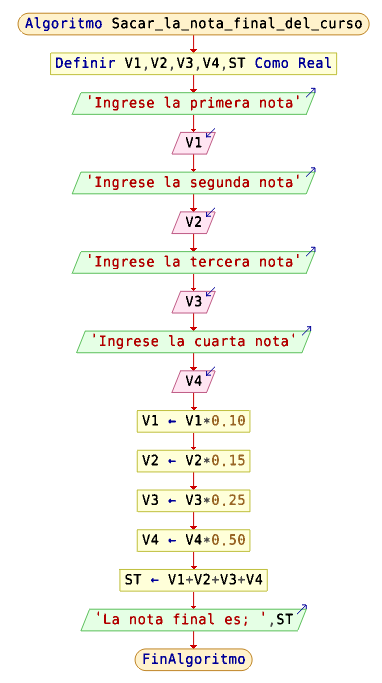 Algoritmo Sacar_la_nota_final_del_curso
Definir V1,V2,V3,V4,ST Como Real
'Ingrese la primera nota'
V1
'Ingrese la segunda nota'
V2
'Ingrese la tercera nota'
V3
'Ingrese la cuarta nota'
V4
V1 ← V1*0.10
V2 ← V2*0.15
V3 ← V3*0.25
V4 ← V4*0.50
ST ← V1+V2+V3+V4
'La nota final es; ',ST
FinAlgoritmo